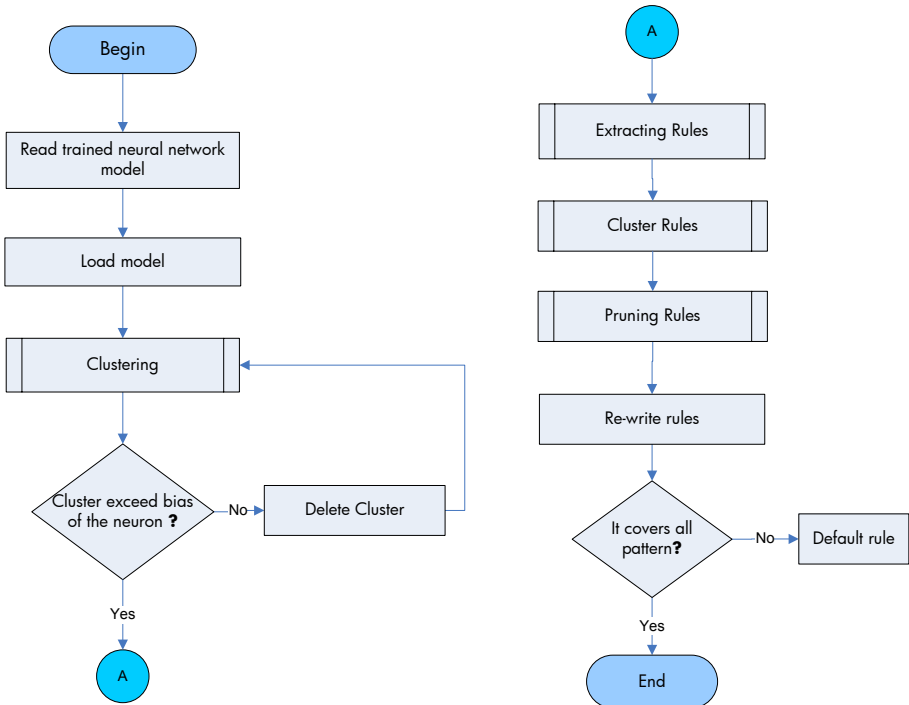 Begin
Read trained neural network
model
Load model
Clustering
Cluster exceed bias
of the neuron ?
No
Delete Cluster
Yes
A
A
Extracting Rules
Cluster Rules
Pruning Rules
Re-write rules
It covers all
pattern?
No
Default rule
Yes
End